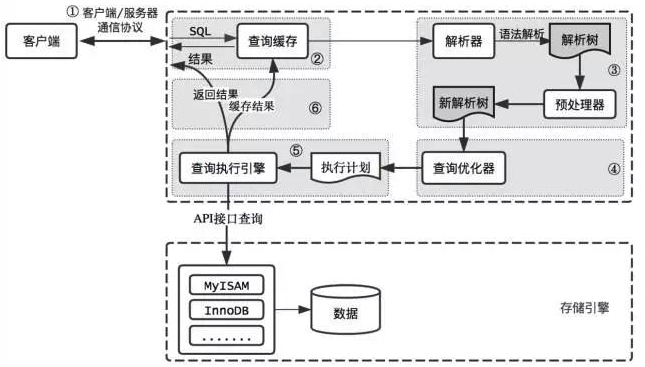 ① 客户端/服务器
通信协议
客户端
SQL
结果
查询缓存
②
解析器
语法解析
解析树
③
预处理器
新解析树
返回结果
缓存结果
⑥
查询执行引擎
⑤
执行计划
查询优化器
④
API接口查询
MyISAM
InnoDB
.......
数据
存储引擎